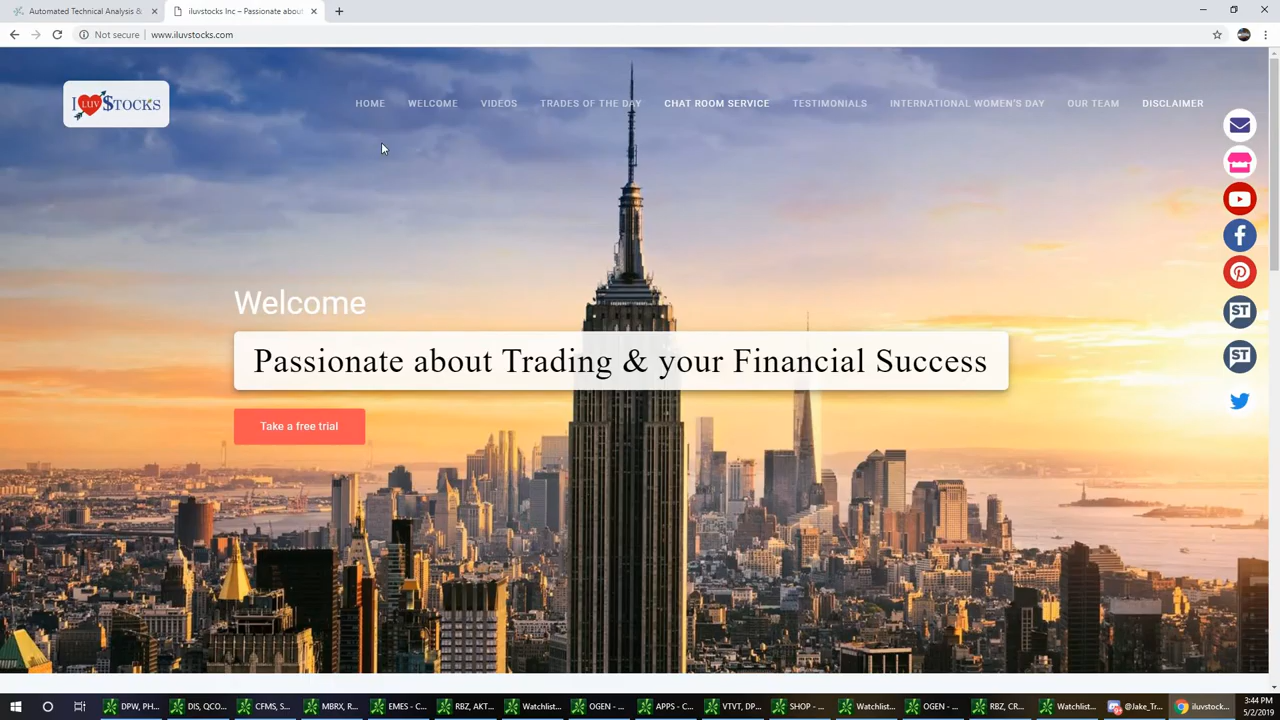 Automated Technical Analysis &
iluvstocks Inc – Passionate abou
Not secure
www.iluvstocks.com
I LUV $TOCKS
HOME
WELCOME
VIDEOS
TRADES OF THE DAY
CHAT ROOM SERVICE
TESTIMONIALS
INTERNATIONAL WOMEN'S DAY
OUR TEAM
DISCLAIMER
Welcome
Passionate about Trading & your Financial Success
Take a free trial
ST
ST
DPW, PH...
DIS, QCO...
CFMS, S...
MBRX, R...
EMES - C...
RBZ, AKT...
Watchlist...
OGEN - ...
APPS - C...
VTVT, DP...
SHOP - ...
Watchlist...
OGEN - ...
RBZ, CR...
Watchlist...
@Jake_Tr...
iluvstock...
3:44 PM
5/2/2019